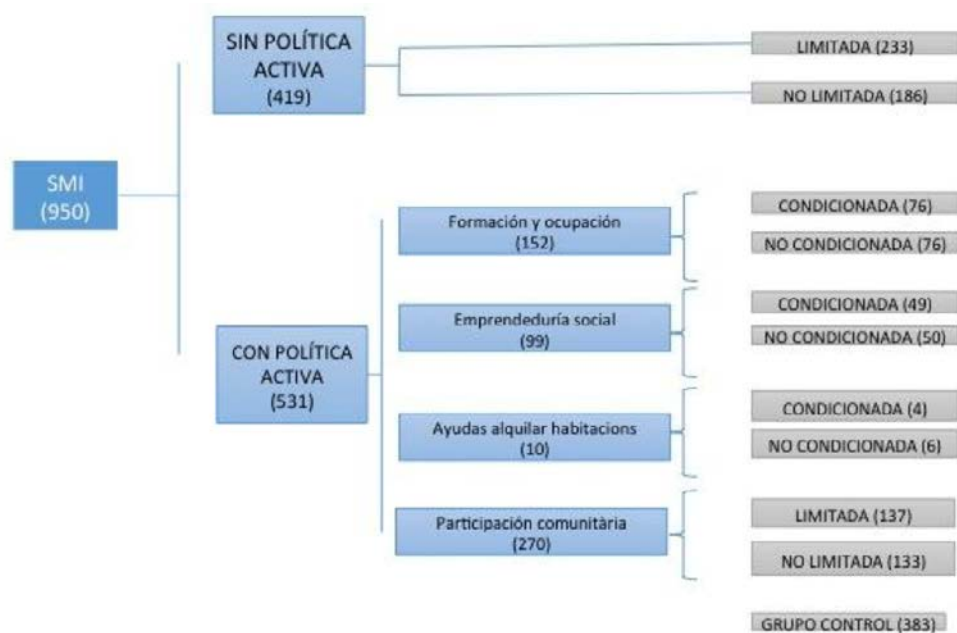 SIN POLÍTICA
ACTIVA
(419)
LIMITADA (233)
NO LIMITADA (186)
SMI
(950)
CON POLÍTICA
ACTIVA
(531)
Formación y ocupación
(152)
CONDICIONADA (76)
NO CONDICIONADA (76)
Emprendeduría social
(99)
CONDICIONADA (49)
NO CONDICIONADA (50)
Ayudas alquilar habitacions
(10)
CONDICIONADA (4)
NO CONDICIONADA (6)
Participación comunitària
(270)
LIMITADA (137)
NO LIMITADA (133)
GRUPO CONTROL (383)